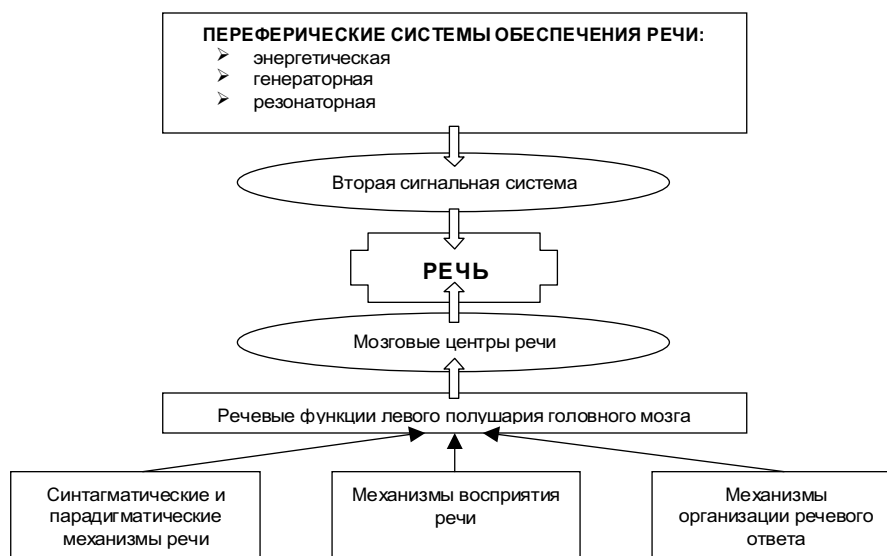 ПЕРЕФЕРИЧЕСКИЕ СИСТЕМЫ ОБЕСПЕЧЕНИЯ РЕЧИ:
энергетическая
генераторная
резонаторная
Вторая сигнальная система
РЕЧЬ
Мозговые центры речи
Речевые функции левого полушария головного мозга
Синтагматические и
парадигматические
механизмы речи
Механизмы восприятия
речи
Механизмы
организации речевого
ответа